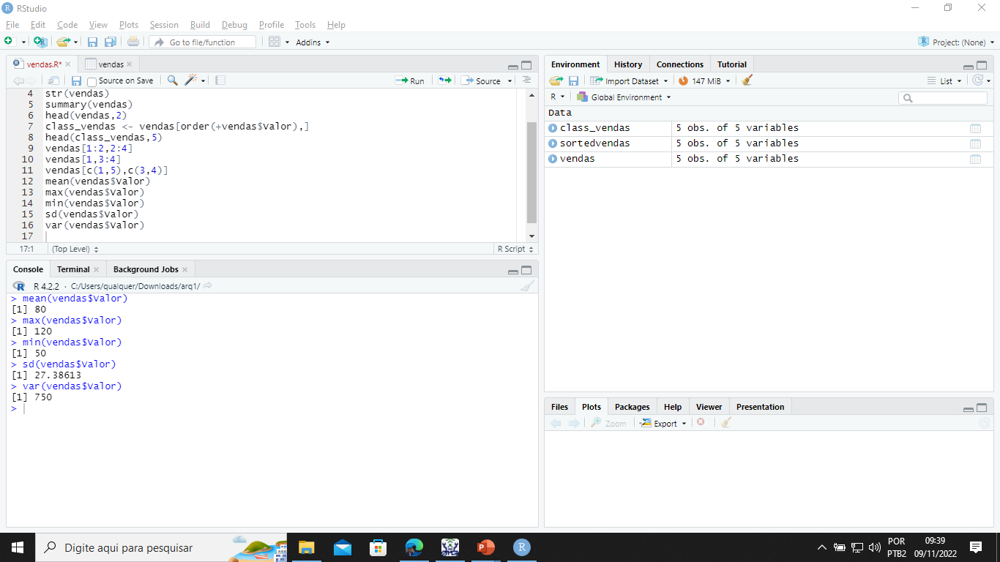 RStudio
File Edit Code View Plots Session Build Debug Profile Tools Help
Go to file/function Addins Project: (None)
vendas.R* vendas
Source on Save Run Source
4 str(vendas)
5 summary(vendas)
6 head(vendas,2)
7 class_vendas <- vendas[order(+vendas$Valor),]
8 head(class_vendas,5)
9 vendas[1:2,2:4]
10 vendas[1,3:4]
11 vendas[c(1,5),c(3,4)]
12 mean(vendas$Valor)
13 max(vendas$Valor)
14 min(vendas$Valor)
15 sd(vendas$Valor)
16 var(vendas$Valor)
17
17:1 (Top Level) R Script
Console Terminal Background Jobs
R 4.2.2 · C:/Users/qualquer/Downloads/arq1/
> mean(vendas$Valor)
[1] 80
> max(vendas$Valor)
[1] 120
> min(vendas$Valor)
[1] 50
> sd(vendas$Valor)
[1] 27.38613
> var(vendas$Valor)
[1] 750
>
Environment History Connections Tutorial
Import Dataset 147 MiB List
R Global Environment
Data
class_vendas 5 obs. of 5 variables
sortedvendas 5 obs. of 5 variables
vendas 5 obs. of 5 variables
Files Plots Packages Help Viewer Presentation
Zoom Export
Digite aqui para pesquisar
POR
PTB2
09:39
09/11/2022